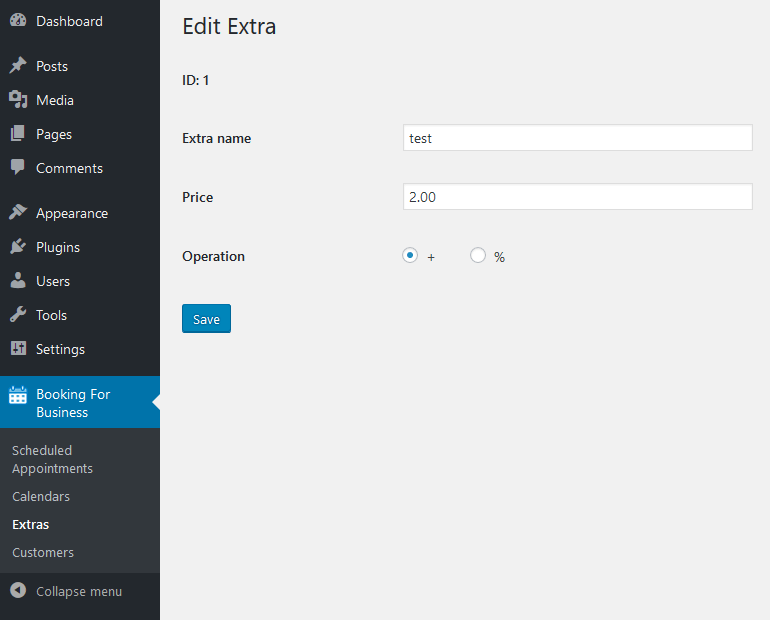 Dashboard
Posts
Media
Pages
Comments
Appearance
Plugins
Users
Tools
Settings
Booking For
Business
Scheduled
Appointments
Calendars
Extras
Customers
Collapse menu
Edit Extra
ID: 1
Extra name
test
Price
2.00
Operation
+ %
Save